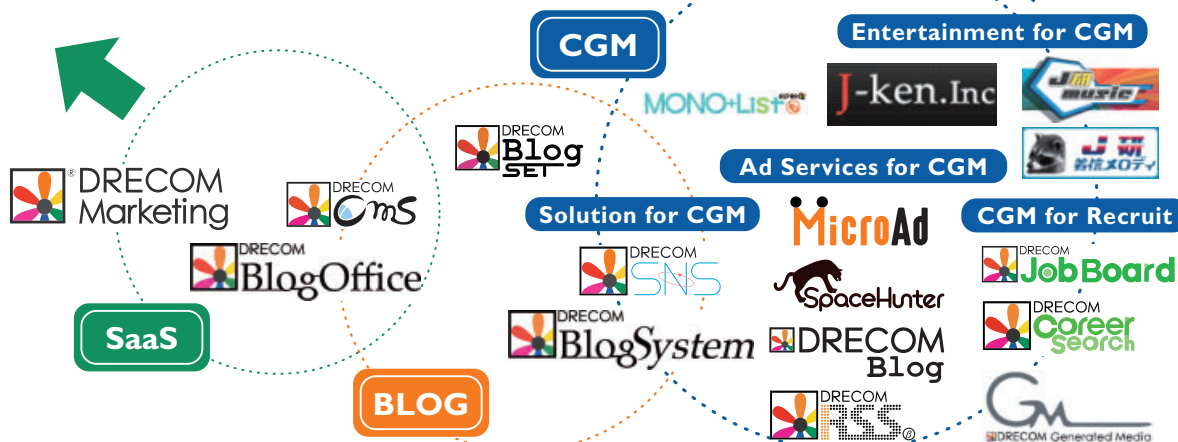 CGM
Entertainment for CGM
MONO+List
J-ken.Inc
J研
music
J研
着信メロディ
DRECOM
Blog
SET
Ad Services for CGM
® DRECOM
Marketing
DRECOM
CmS
Solution for CGM
MicroAd
CGM for Recruit
DRECOM
BlogOffice
DRECOM
SNS
SpaceHunter
DRECOM
JobBoard
DRECOM
Career
Search
SaaS
DRECOM
BlogSystem
DRECOM
Blog
BLOG
DRECOM
RSS β
GM
DRECOM Generated Media